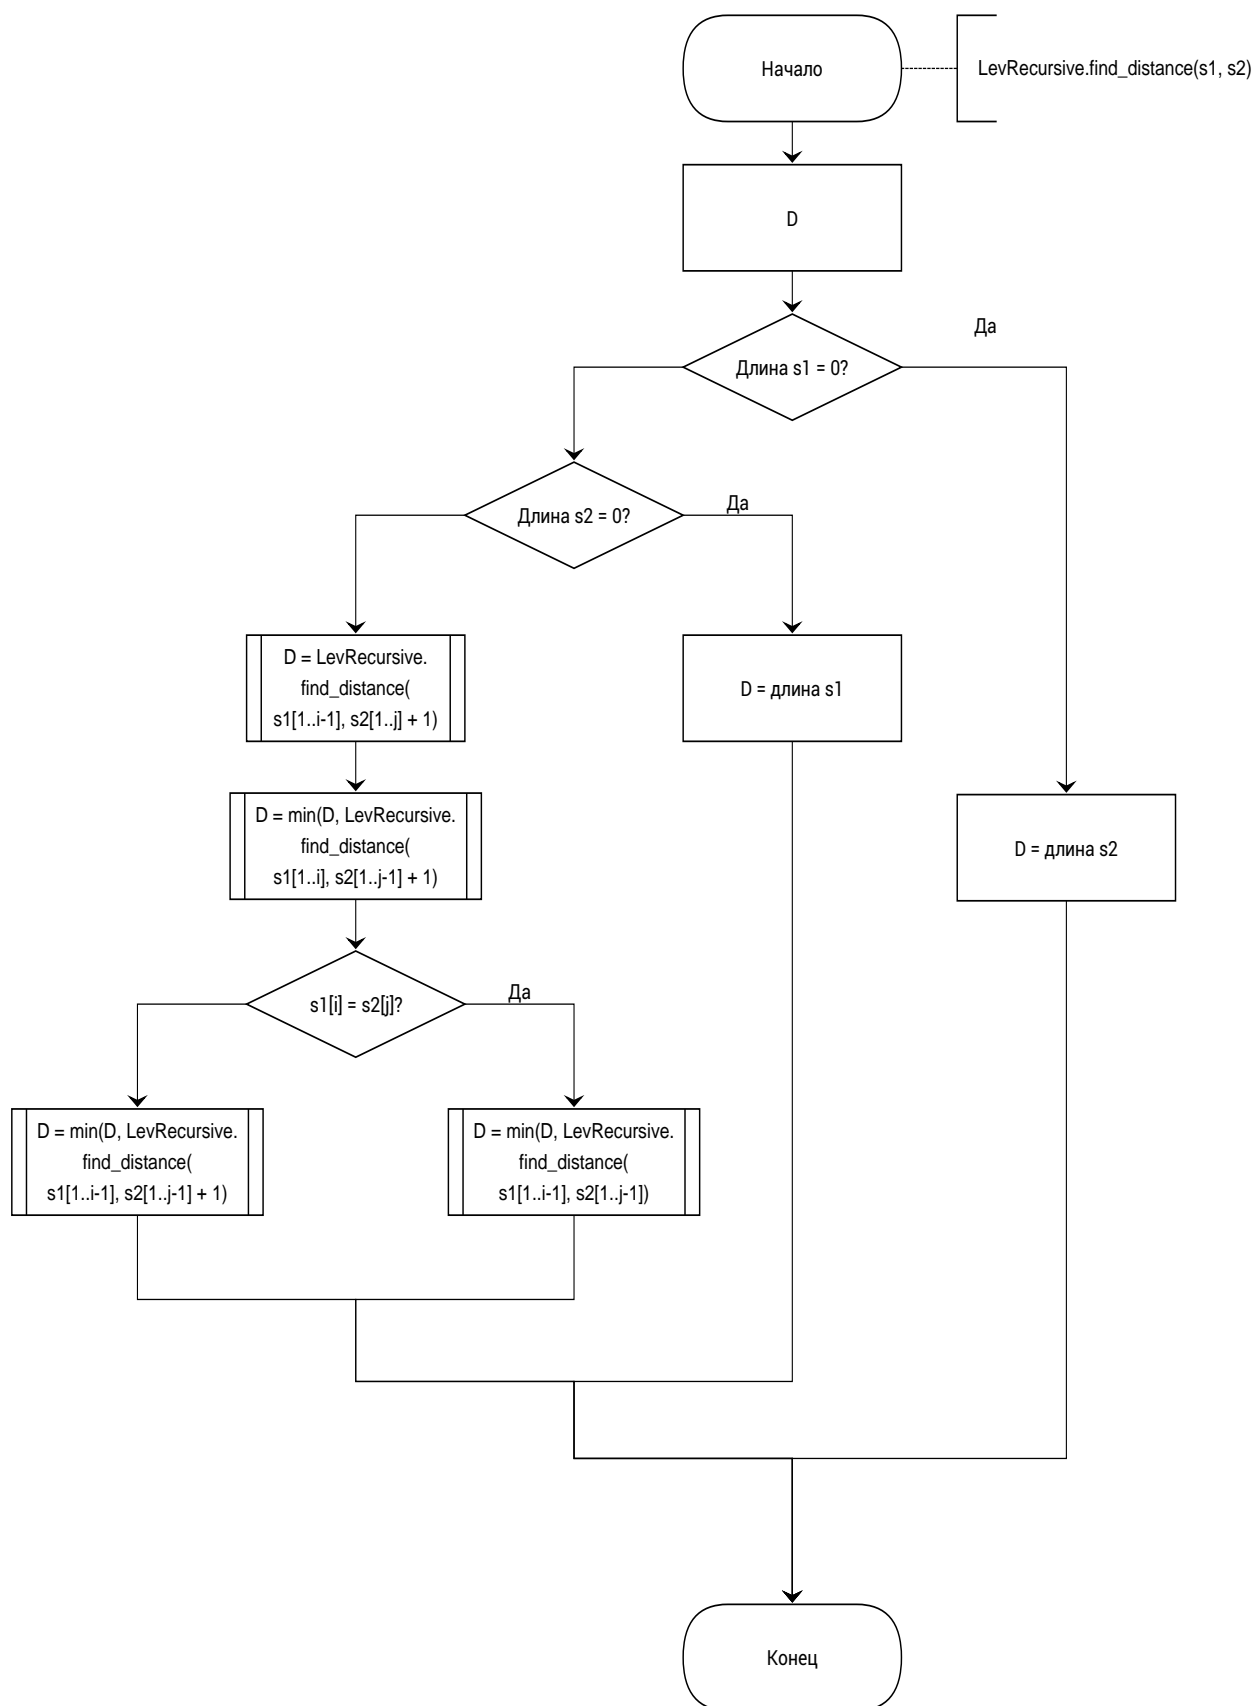 Начало
LevRecursive.find_distance(s1, s2)
D
Да
Длина s1 = 0?
Да
Длина s2 = 0?
D = LevRecursive.
find_distance(
s1[1..i-1], s2[1..j] + 1)
D = длина s1
D = min(D, LevRecursive.
find_distance(
s1[1..i], s2[1..j-1] + 1)
D = длина s2
Да
s1[i] = s2[j]?
D = min(D, LevRecursive.
find_distance(
s1[1..i-1], s2[1..j-1] + 1)
D = min(D, LevRecursive.
find_distance(
s1[1..i-1], s2[1..j-1])
Конец